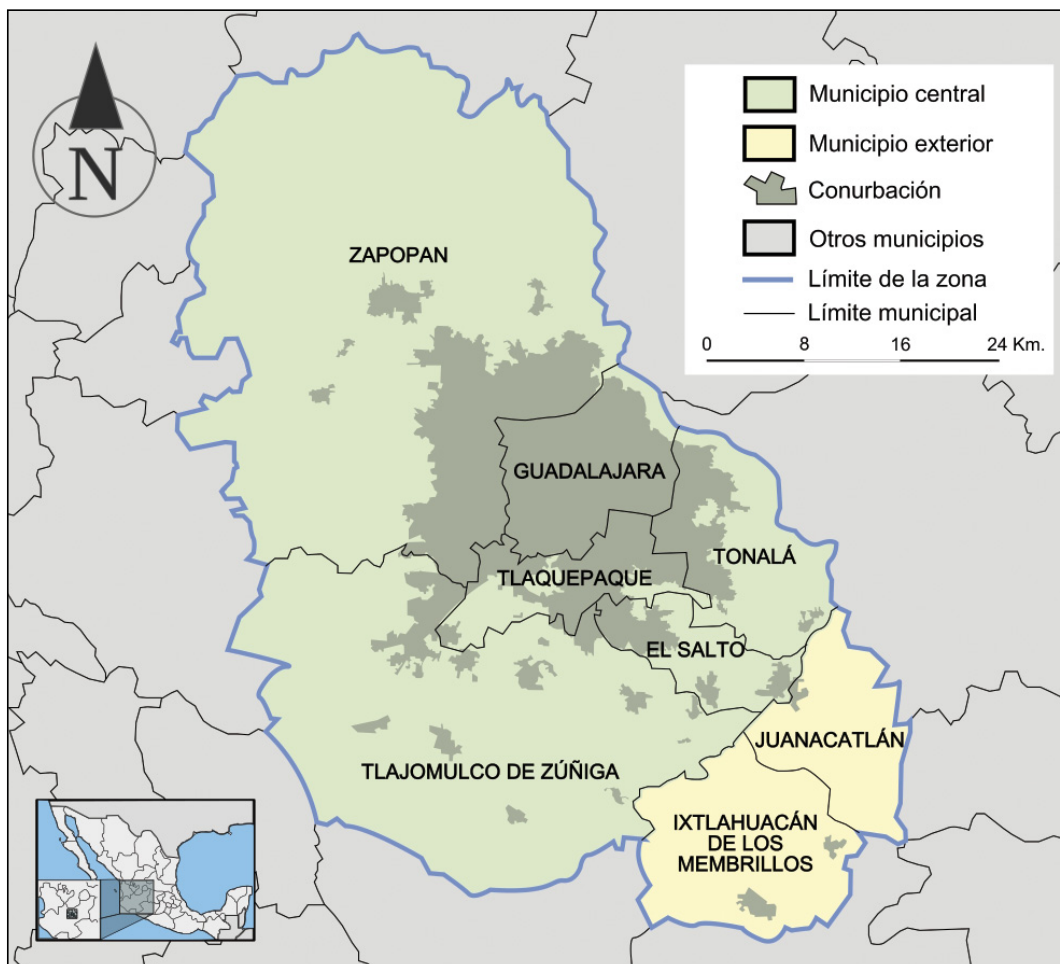 N
Municipio central
Municipio exterior
Conurbación
Otros municipios
Límite de la zona
Límite municipal
0 8 16 24 Km.
ZAPOPAN
GUADALAJARA
TONALÁ
TLAQUEPAQUE
EL SALTO
JUANACATLÁN
TLAJOMULCO DE ZÚÑIGA
IXTLAHUACÁN
DE LOS
MEMBRILLOS